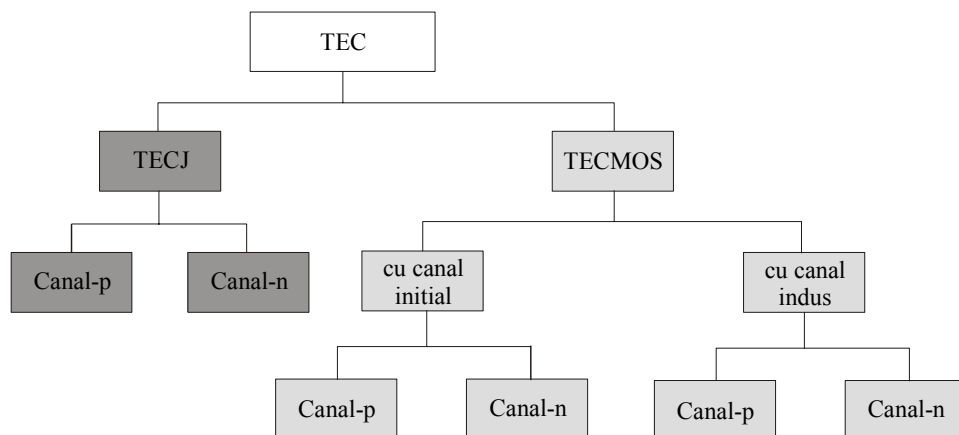 TEC
TECJ
TECMOS
Canal-p
Canal-n
cu canal
initial
cu canal
indus
Canal-p
Canal-n
Canal-p
Canal-n